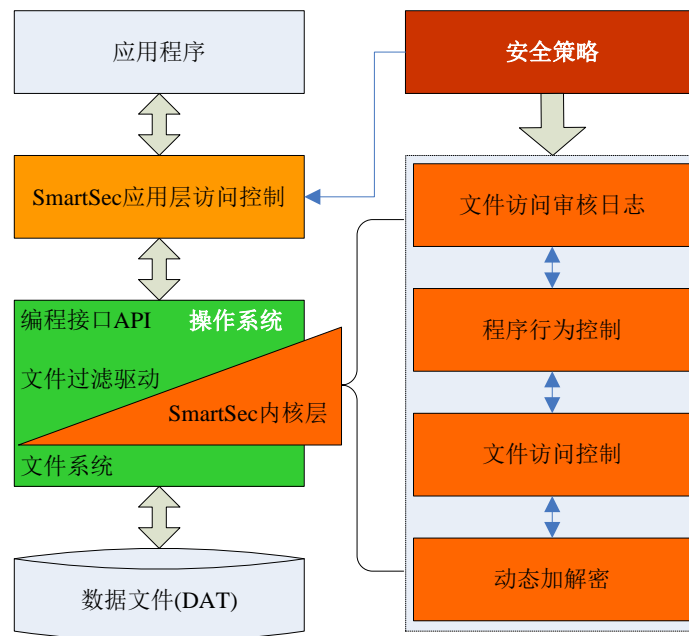 应用程序
安全策略
SmartSec应用层访问控制
文件访问审核日志
编程接口API
操作系统
程序行为控制
文件过滤驱动
SmartSec内核层
文件访问控制
文件系统
动态加解密
数据文件(DAT)